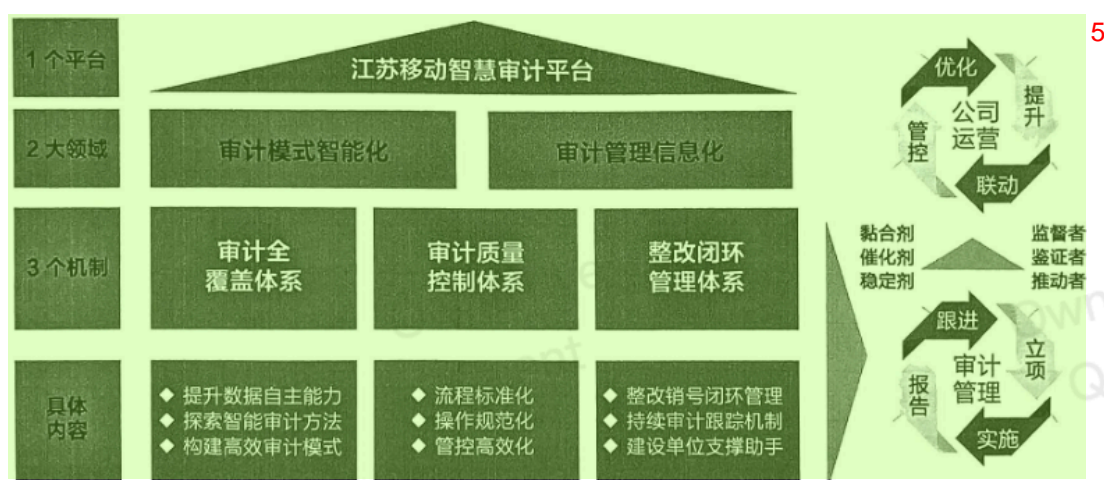 5
1个平台
江苏移动智慧审计平台
2大领域
审计模式智能化
审计管理信息化
3个机制
审计全
覆盖体系
审计质量
控制体系
整改闭环
管理体系
具体
内容
◆ 提升数据自主能力
◆ 探索智能审计方法
◆ 构建高效审计模式
◆ 流程标准化
◆ 操作规范化
◆ 管控高效化
◆ 整改销号闭环管理
◆ 持续审计跟踪机制
◆ 建设单位支撑助手
优化
提升
联动
管控
公司
运营
黏合剂
催化剂
稳定剂
监督者
鉴证者
推动者
跟进
立项
实施
报告
审计
管理